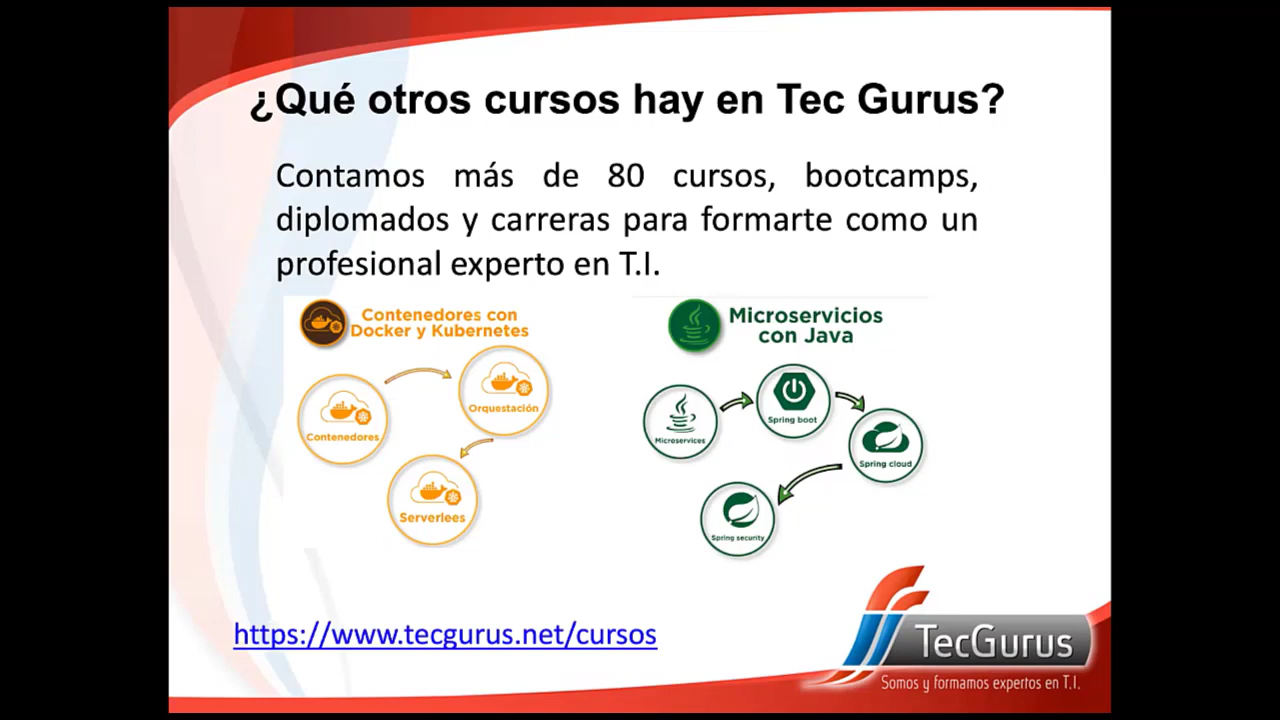 ¿Qué otros cursos hay en Tec Gurus?
Contamos más de 80 cursos, bootcamps,
diplomados y carreras para formarte como un
profesional experto en T.I.
Contenedores con
Docker y Kubernetes
Contenedores
Orquestación
Serverlees
Microservicios
con Java
Microservices
Spring boot
Spring cloud
Spring security
https://www.tecgurus.net/cursos
TecGurus
Somos y formamos expertos en T.I.